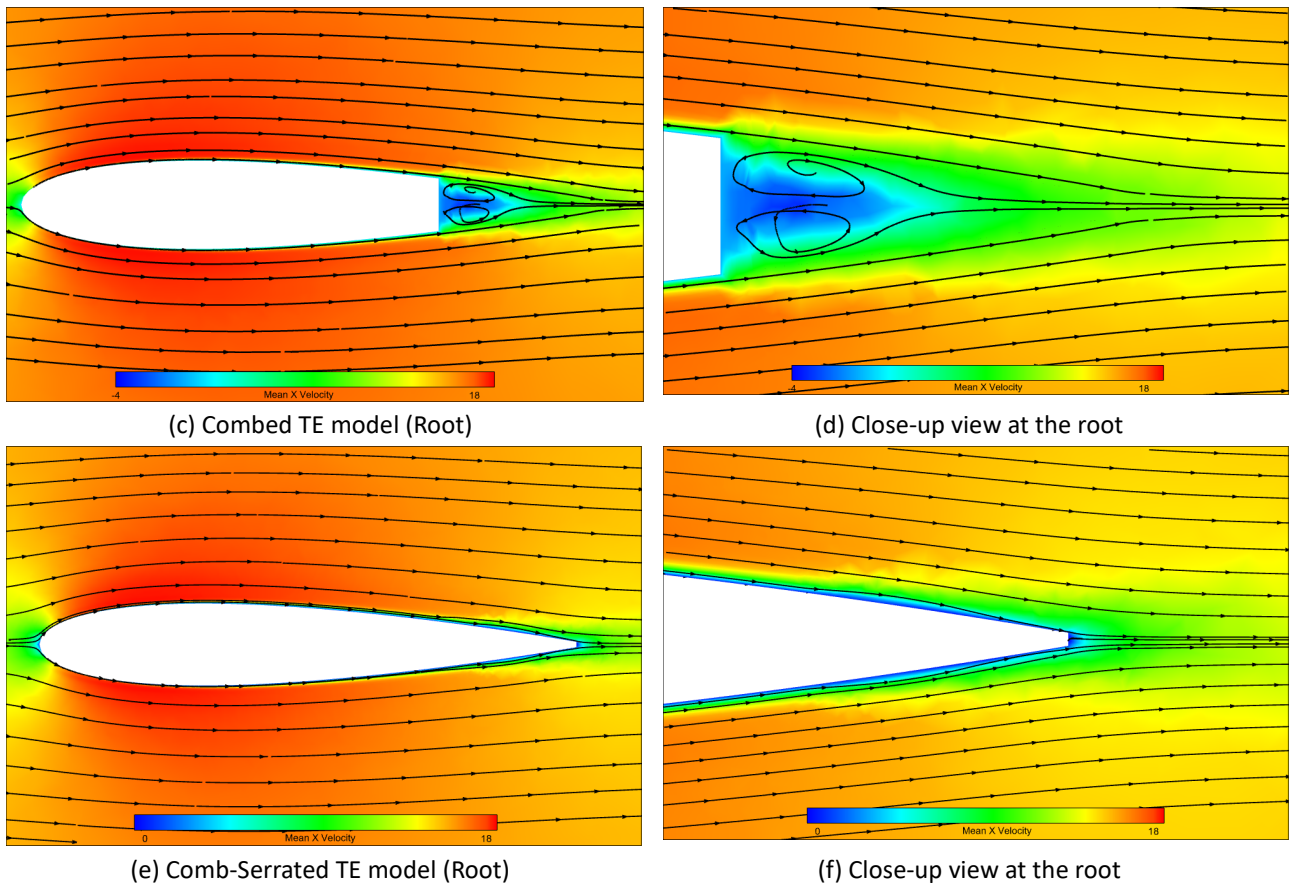 -4 Mean X Velocity 18
-4 Mean X Velocity 18
(c) Combed TE model (Root)
(d) Close-up view at the root
0 Mean X Velocity 18
0 Mean X Velocity 18
(e) Comb-Serrated TE model (Root)
(f) Close-up view at the root